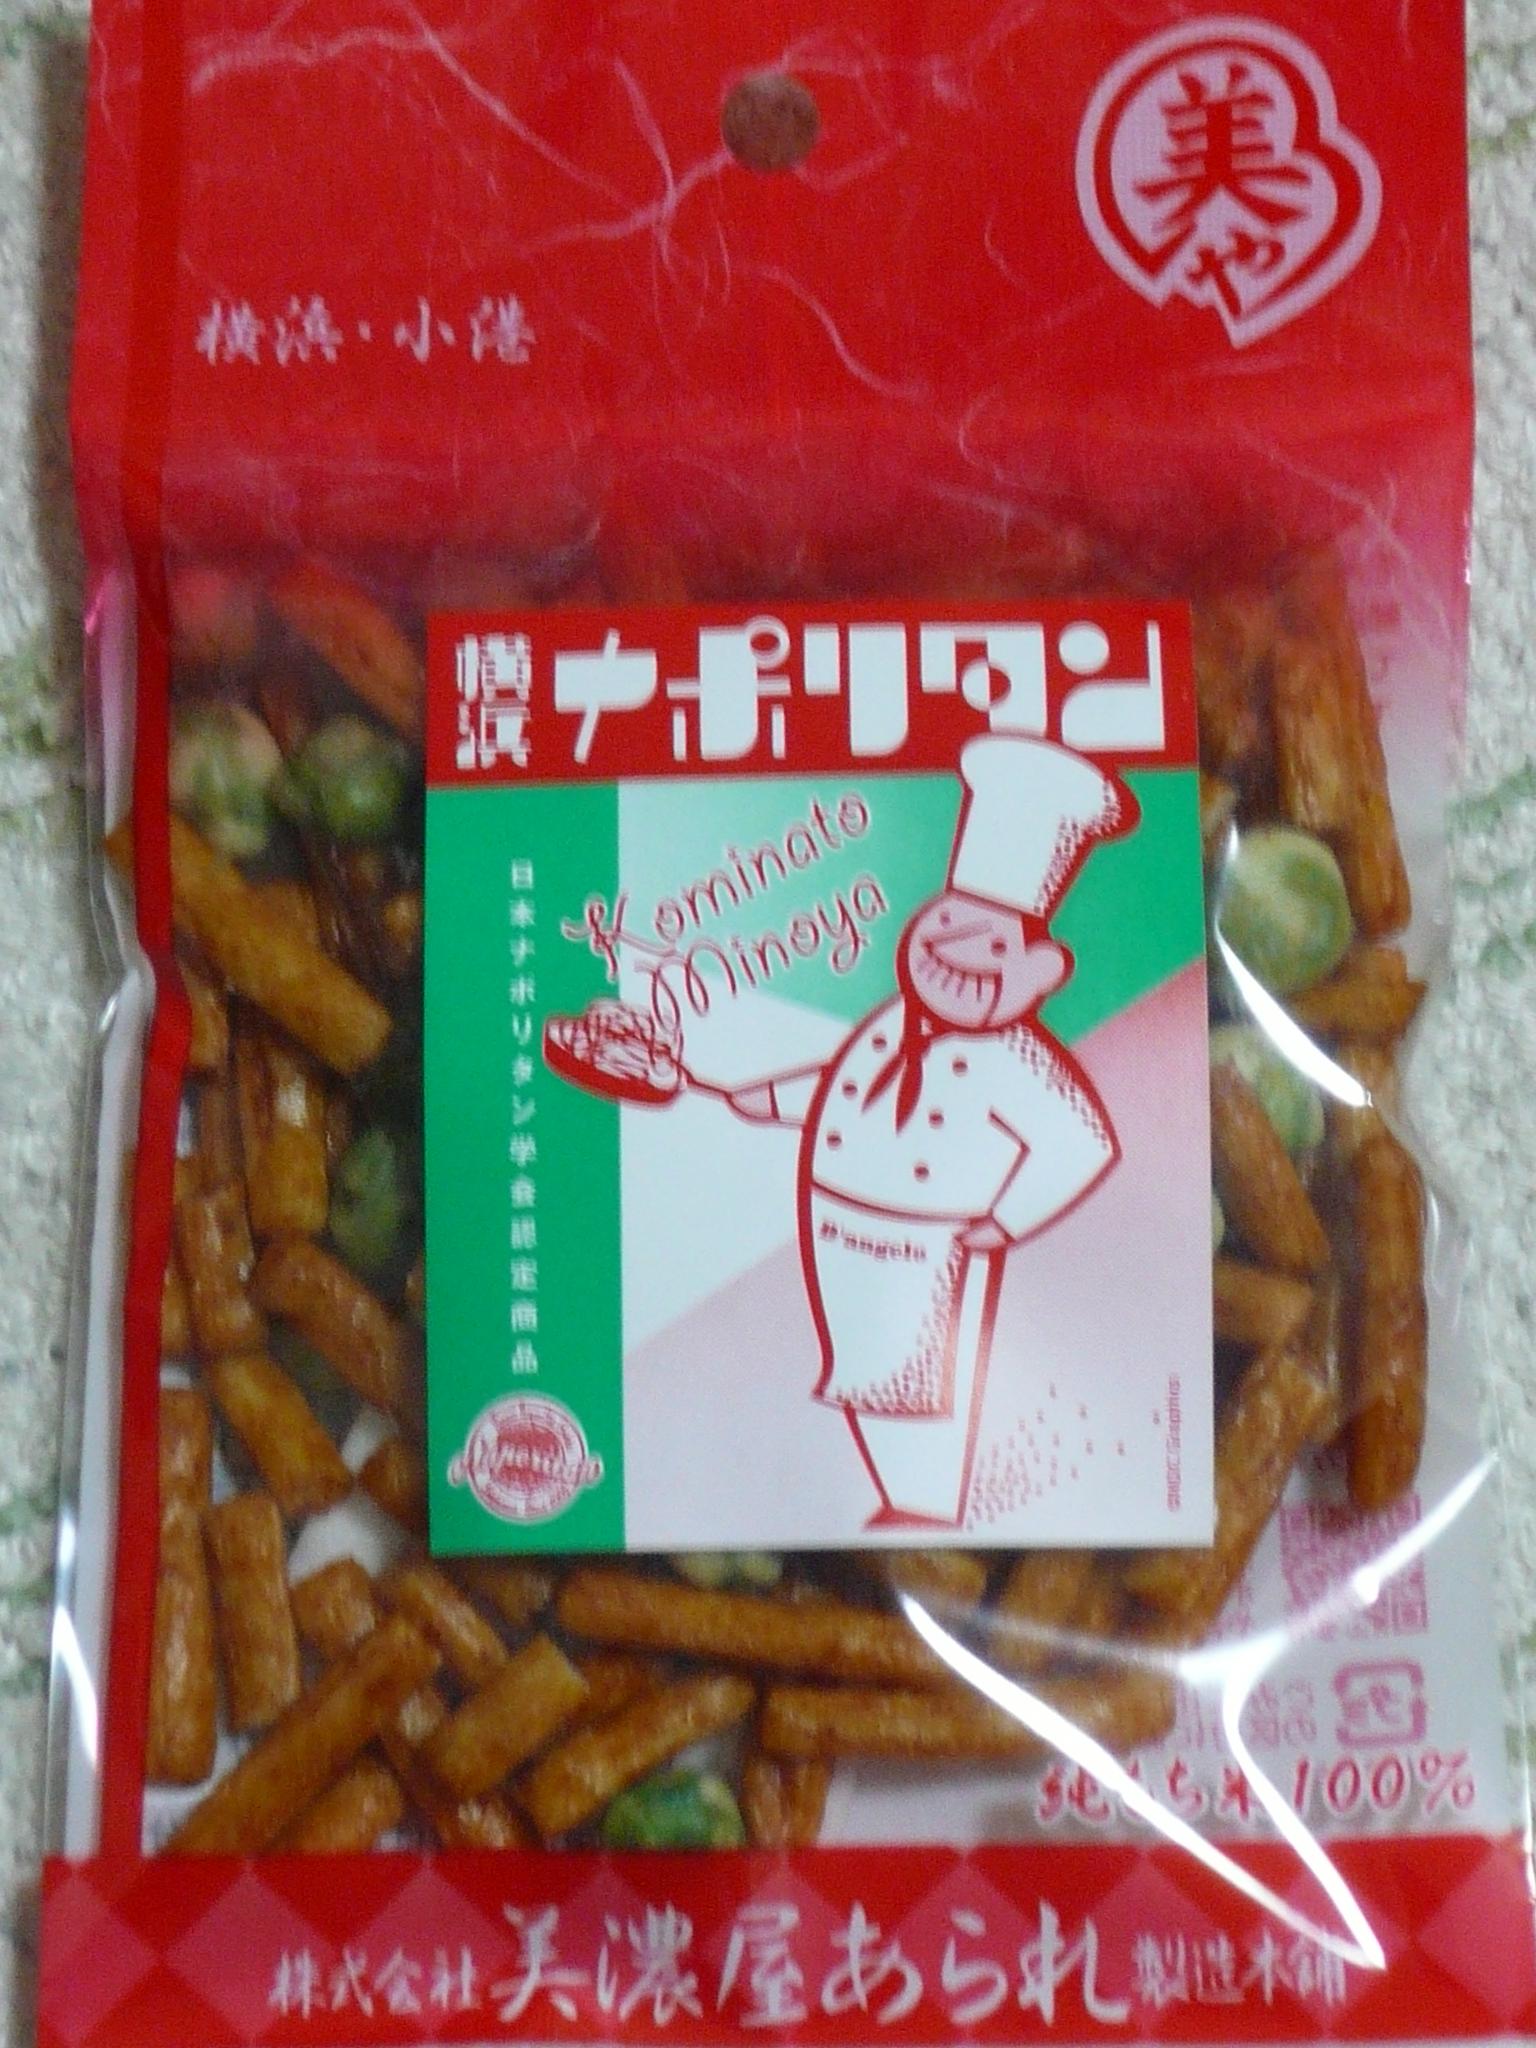 美や
横浜・小港
横浜 ナポリタン
Kominato
Minoya
日本ナポリタン学会認定商品
D'angelo
純もち米100%
株式会社 美濃屋あられ 製造本舗